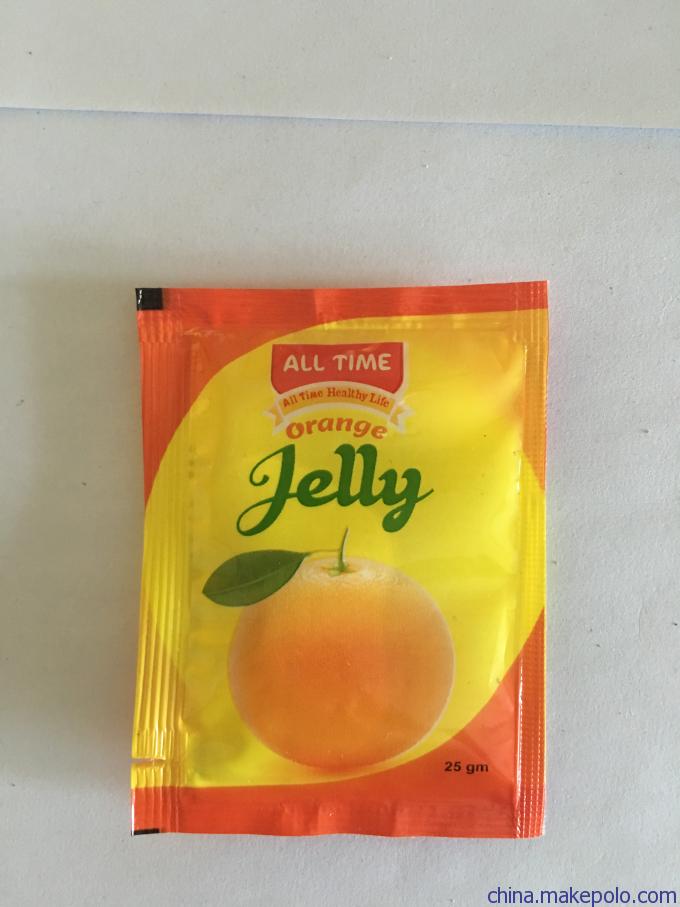 ALL TIME
All Time Healthy Life
Orange
Jelly
25 gm
china.makepolo.com